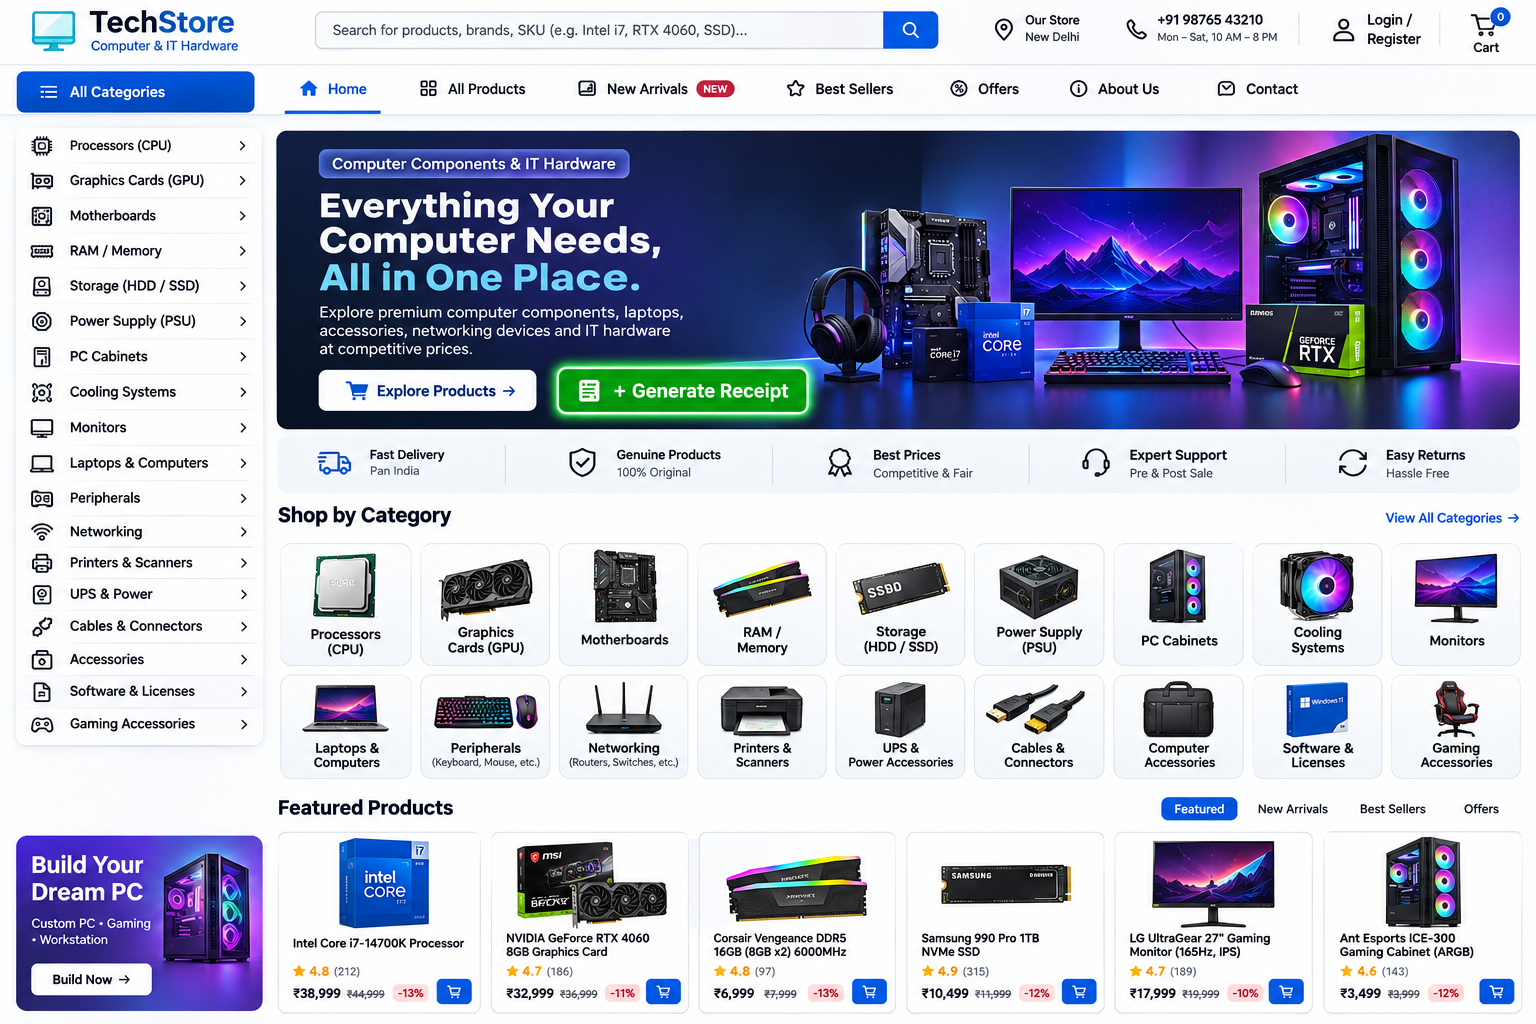 TechStore
Computer & IT Hardware
Search for products, brands, SKU (e.g. Intel i7, RTX 4060, SSD)...
Our Store
New Delhi
+91 98765 43210
Mon – Sat, 10 AM – 8 PM
Login /
Register
0
Cart
All Categories
Home
All Products
New Arrivals NEW
Best Sellers
Offers
About Us
Contact
Processors (CPU)
Graphics Cards (GPU)
Motherboards
RAM / Memory
Storage (HDD / SSD)
Power Supply (PSU)
PC Cabinets
Cooling Systems
Monitors
Laptops & Computers
Peripherals
Networking
Printers & Scanners
UPS & Power
Cables & Connectors
Accessories
Software & Licenses
Gaming Accessories
Computer Components & IT Hardware
Everything Your
Computer Needs,
All in One Place.
Explore premium computer components, laptops,
accessories, networking devices and IT hardware
at competitive prices.
Explore Products →
+ Generate Receipt
CORE i7
i7
intel
CORE
GEFORCE
RTX
Fast Delivery
Pan India
Genuine Products
100% Original
Best Prices
Competitive & Fair
Expert Support
Pre & Post Sale
Easy Returns
Hassle Free
Shop by Category
View All Categories →
Processors
(CPU)
Graphics
Cards (GPU)
Motherboards
RAM /
Memory
SSBD
Storage
(HDD / SSD)
Power Supply
(PSU)
PC Cabinets
Cooling
Systems
Monitors
Laptops &
Computers
Peripherals
(Keyboard, Mouse, etc.)
Networking
(Routers, Switches, etc.)
Printers &
Scanners
UPS &
Power Accessories
Cables &
Connectors
Computer
Accessories
Windows 11
Software &
Licenses
Gaming
Accessories
Featured Products
Featured
New Arrivals
Best Sellers
Offers
Build Your
Dream PC
Custom PC • Gaming
• Workstation
Build Now →
i7
intel
CORE
Intel Core i7-14700K Processor
4.8 (212)
₹38,999 ₹44,999 -13%
msi
NVIDIA GeForce RTX 4060
8GB Graphics Card
4.7 (186)
₹32,999 ₹36,999 -11%
Corsair Vengeance DDR5
16GB (8GB x2) 6000MHz
4.8 (97)
₹6,999 ₹7,999 -13%
SAMSUNG
Samsung 990 Pro 1TB
NVMe SSD
4.9 (315)
₹10,499 ₹11,999 -12%
LG UltraGear 27" Gaming
Monitor (165Hz, IPS)
4.7 (189)
₹17,999 ₹19,999 -10%
Ant Esports ICE-300
Gaming Cabinet (ARGB)
4.6 (143)
₹3,499 ₹3,999 -12%